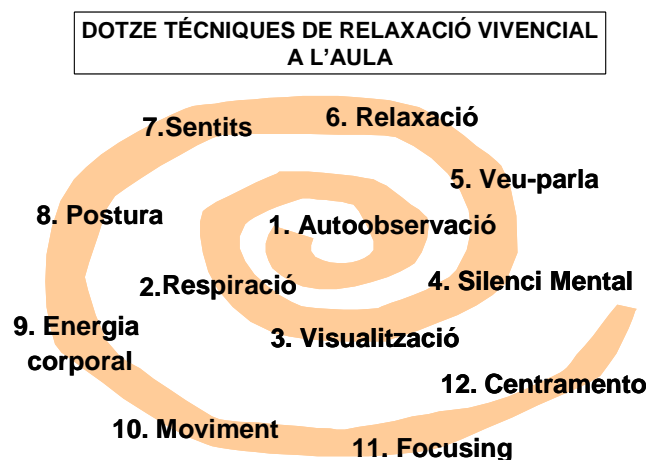 DOTZE TÉCNIQUES DE RELAXACIÓ VIVENCIAL
A L'AULA
1. Autoobservació
2.Respiració
3. Visualització
4. Silenci Mental
5. Veu-parla
6. Relaxació
7.Sentits
8. Postura
9. Energia
corporal
10. Moviment
11. Focusing
12. Centramento